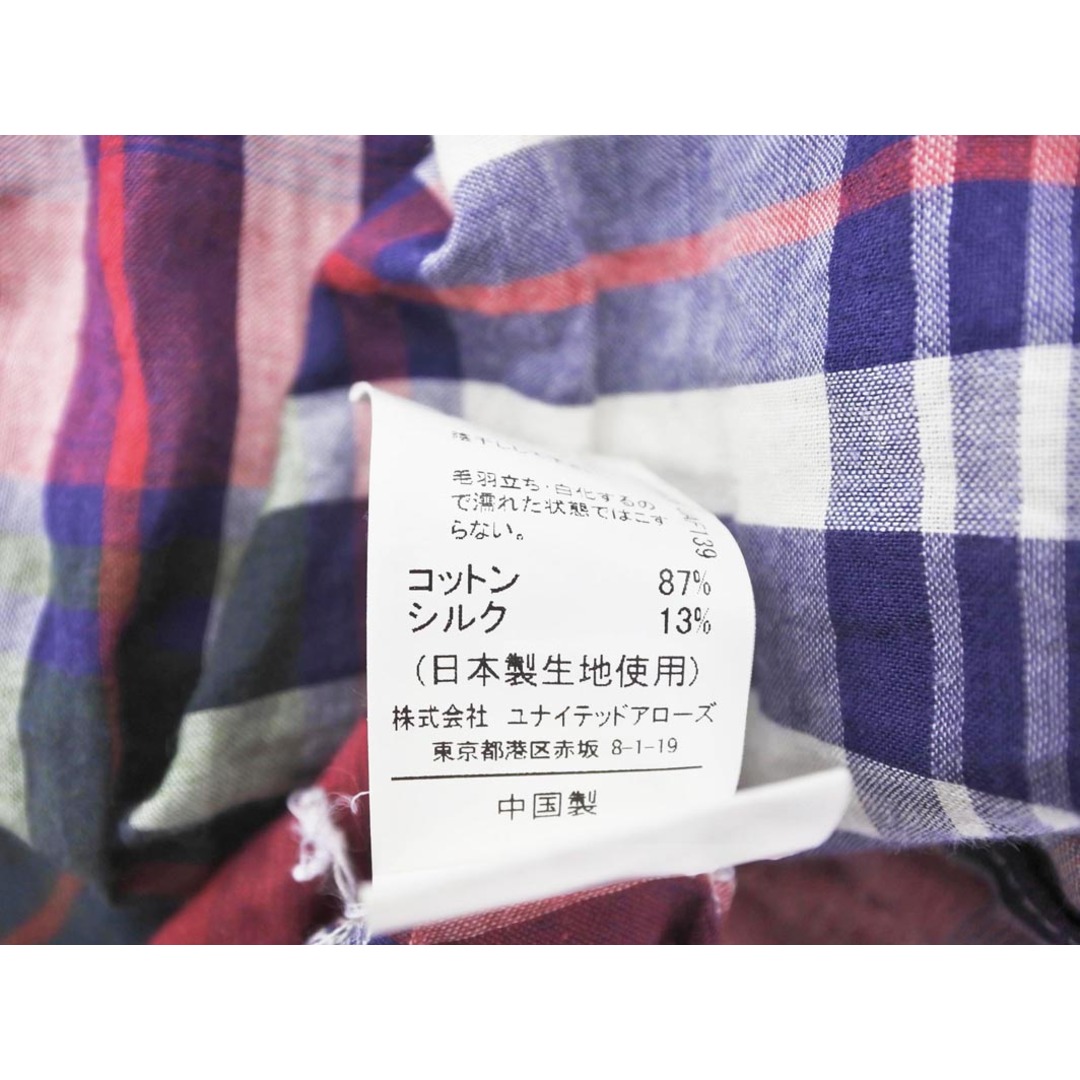 毛羽立ち・白化するの
で濡れた状態ではこす
らない。
コットン 87%
シルク 13%
(日本製生地使用)
株式会社 ユナイテッドアローズ
東京都港区赤坂 8-1-19
中国製